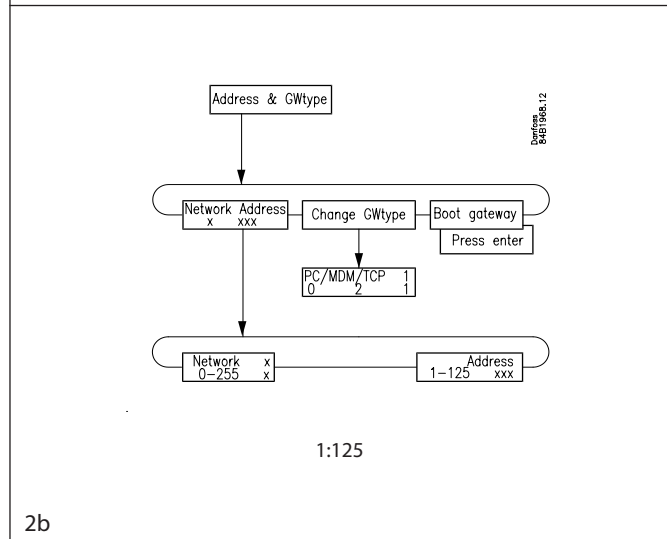 Address & GWtype
Danfoss
84B1968.12
Network Address
x xxx
Change GWtype
Boot gateway
Press enter
PC/MDM/TCP 1
0 2 1
Network x
0-255 x
Address
1-125 xxx
1:125
2b